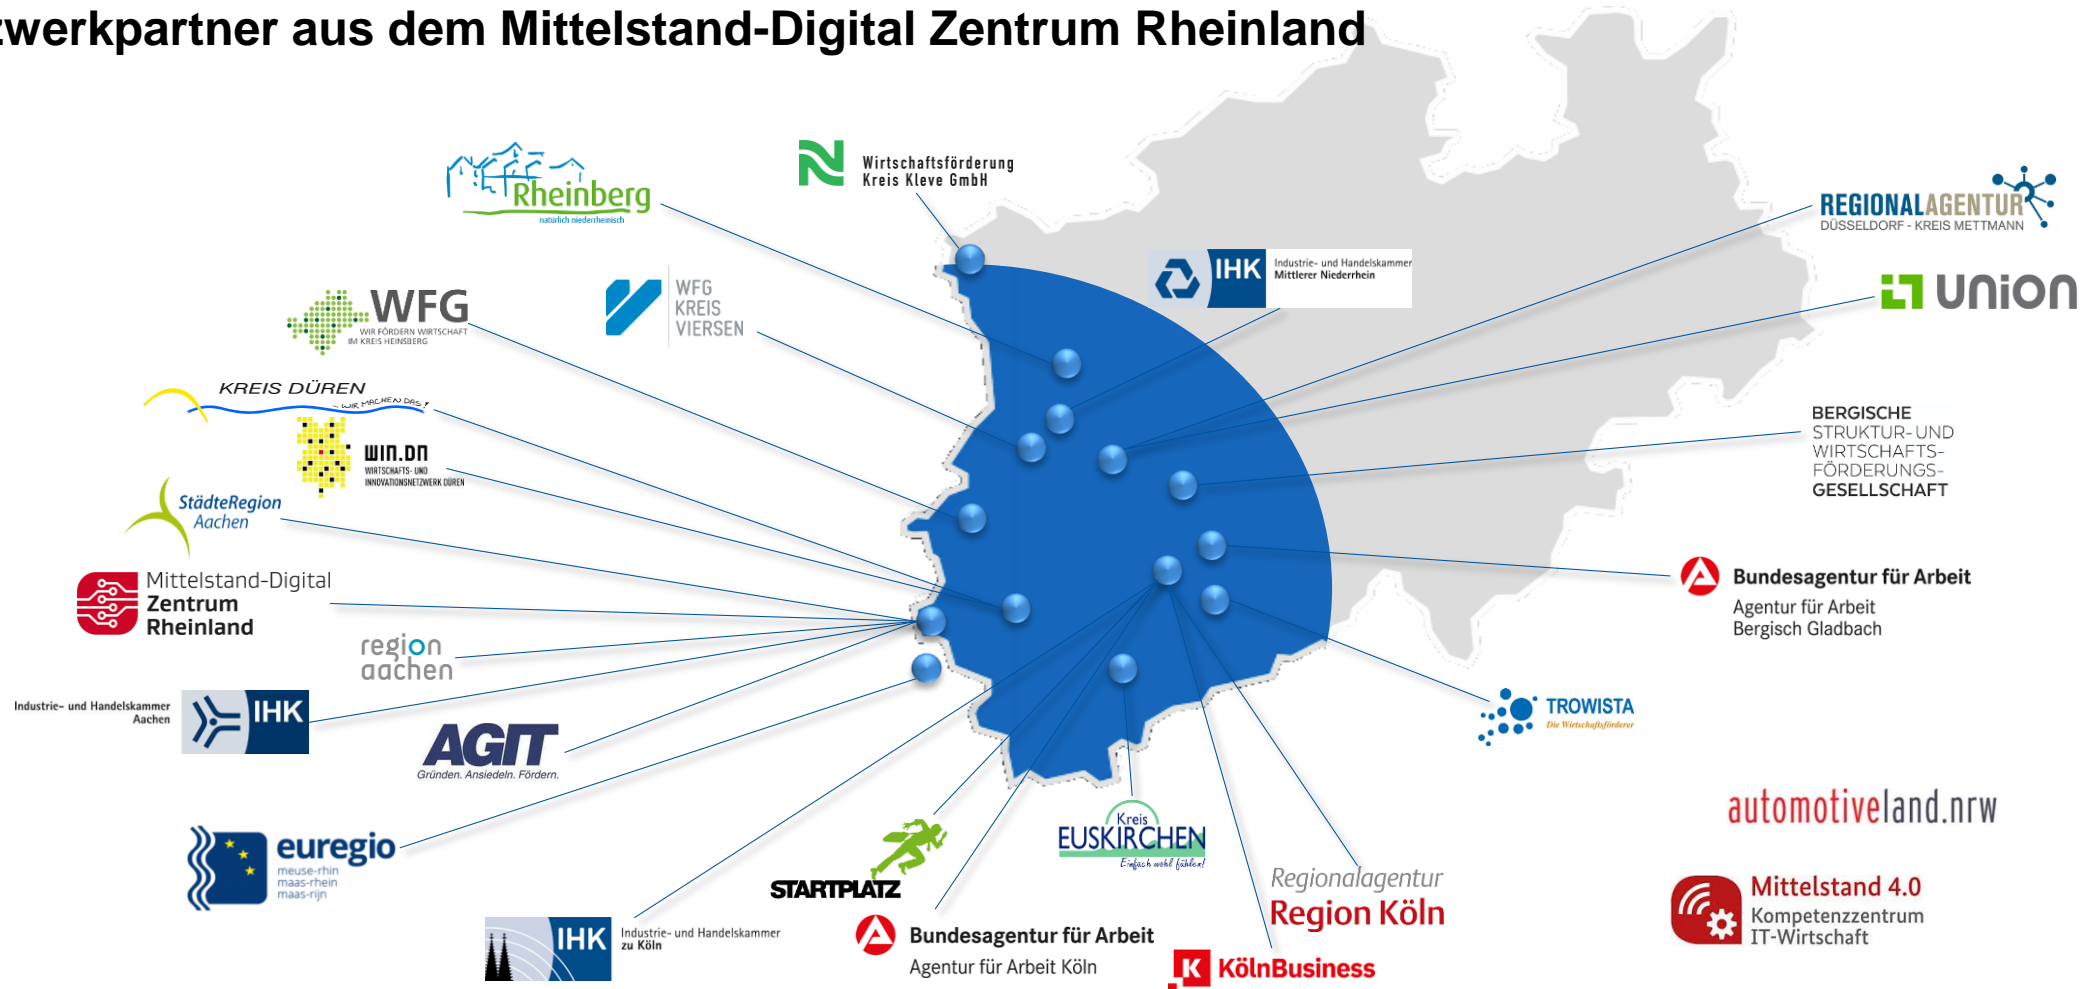 zwerkpartner aus dem Mittelstand-Digital Zentrum Rheinland
Rheinberg
natürlich niederrheinisch
Wirtschaftsförderung
Kreis Kleve GmbH
REGIONALAGENTUR
DÜSSELDORF - KREIS METTMANN
IHK
Industrie- und Handelskammer
Mittlerer Niederrhein
union
WFG
WIR FÖRDERN WIRTSCHAFT
IM KREIS HEINSBERG
WFG
KREIS
VIERSEN
KREIS DÜREN
- WIR MACHEN DAS!
WIN.DN
WIRTSCHAFTS- UND
INNOVATIONSNETZWERK DÜREN
BERGISCHE
STRUKTUR- UND
WIRTSCHAFTS-
FÖRDERUNGS-
GESELLSCHAFT
StädteRegion
Aachen
Mittelstand-Digital
Zentrum
Rheinland
Bundesagentur für Arbeit
Agentur für Arbeit
Bergisch Gladbach
region
aachen
Industrie- und Handelskammer
Aachen
IHK
AGIT
Gründen. Ansiedeln. Fördern.
TROWISTA
Die Wirtschaftsförderer
euregio
meuse-rhin
maas-rhein
maas-rijn
STARTPLATZ
Kreis
EUSKIRCHEN
Einfach wohl fühlen!
automotiveland.nrw
Regionalagentur
Region Köln
Mittelstand 4.0
Kompetenzzentrum
IT-Wirtschaft
IHK
Industrie- und Handelskammer
zu Köln
Bundesagentur für Arbeit
Agentur für Arbeit Köln
K KölnBusiness